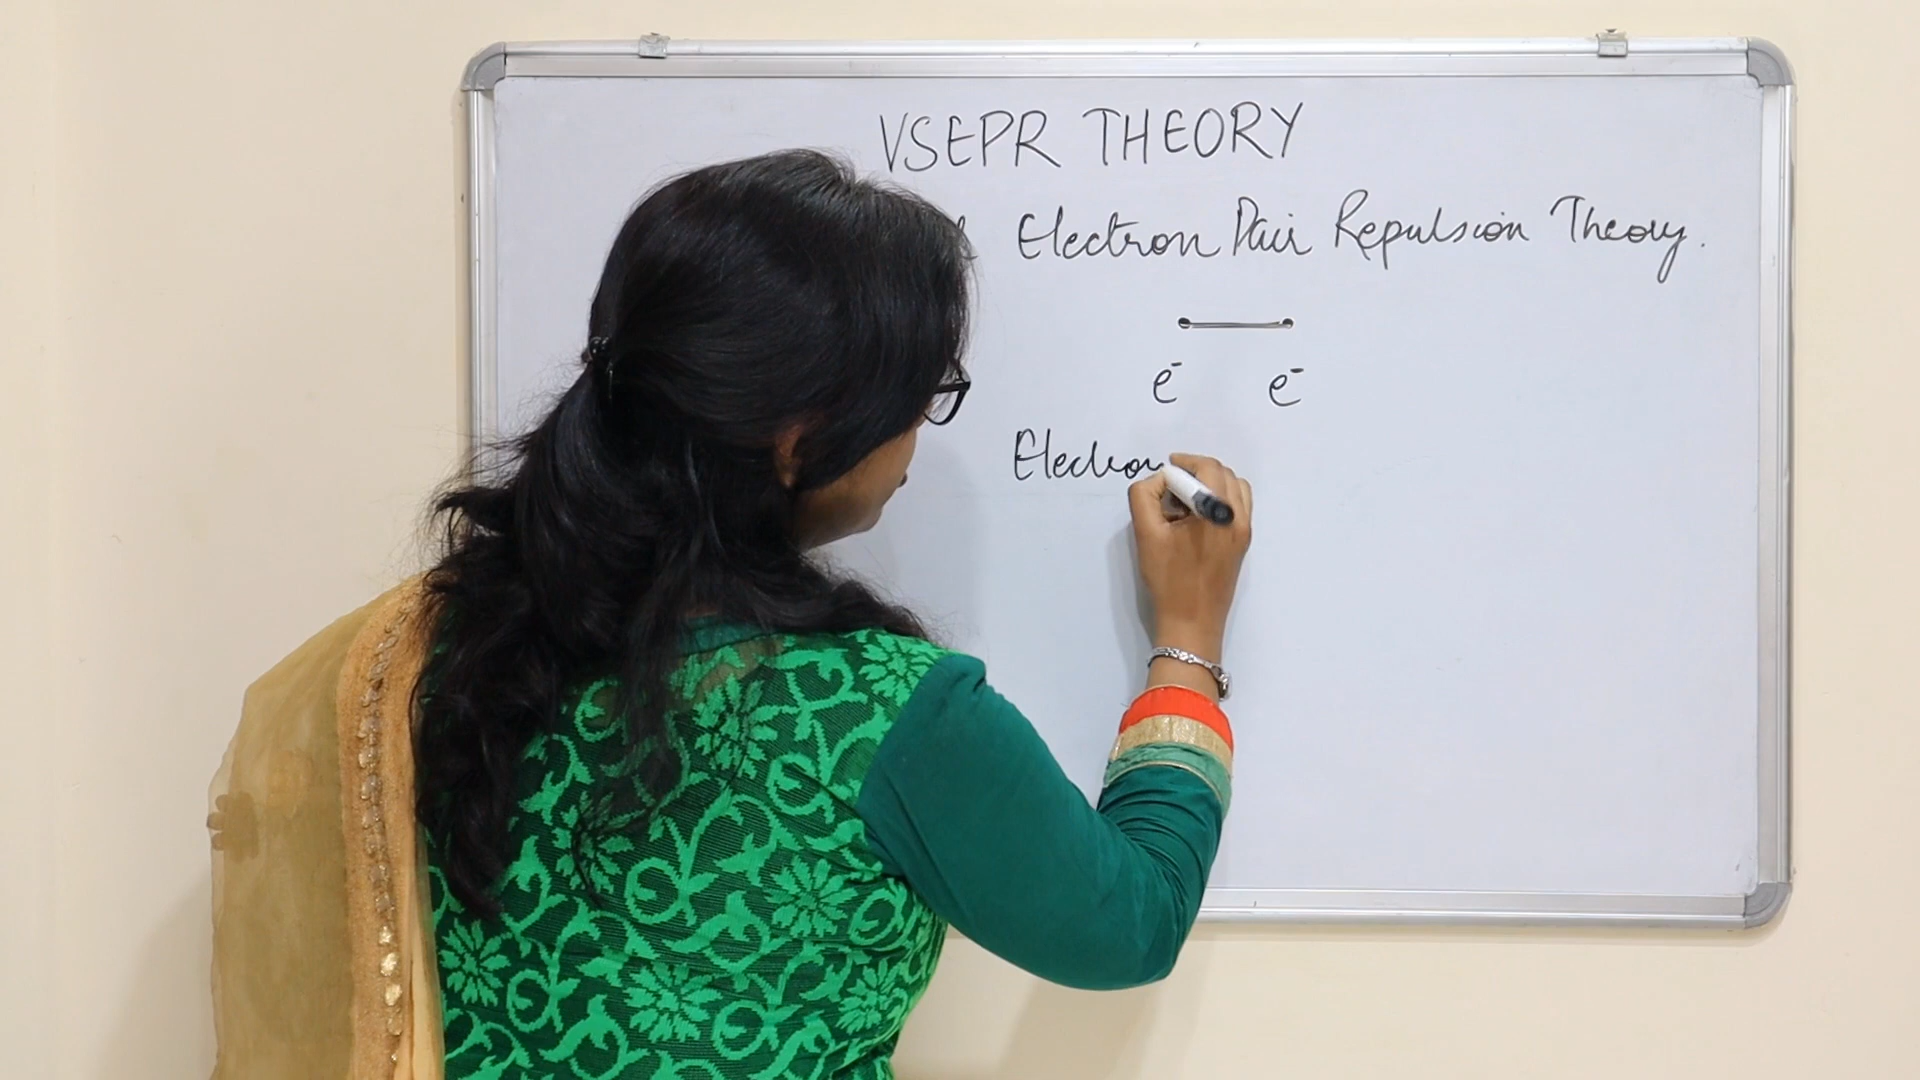 VSEPR THEORY
Electron Pair Repulsion Theory.
e⁻ e⁻
Electron